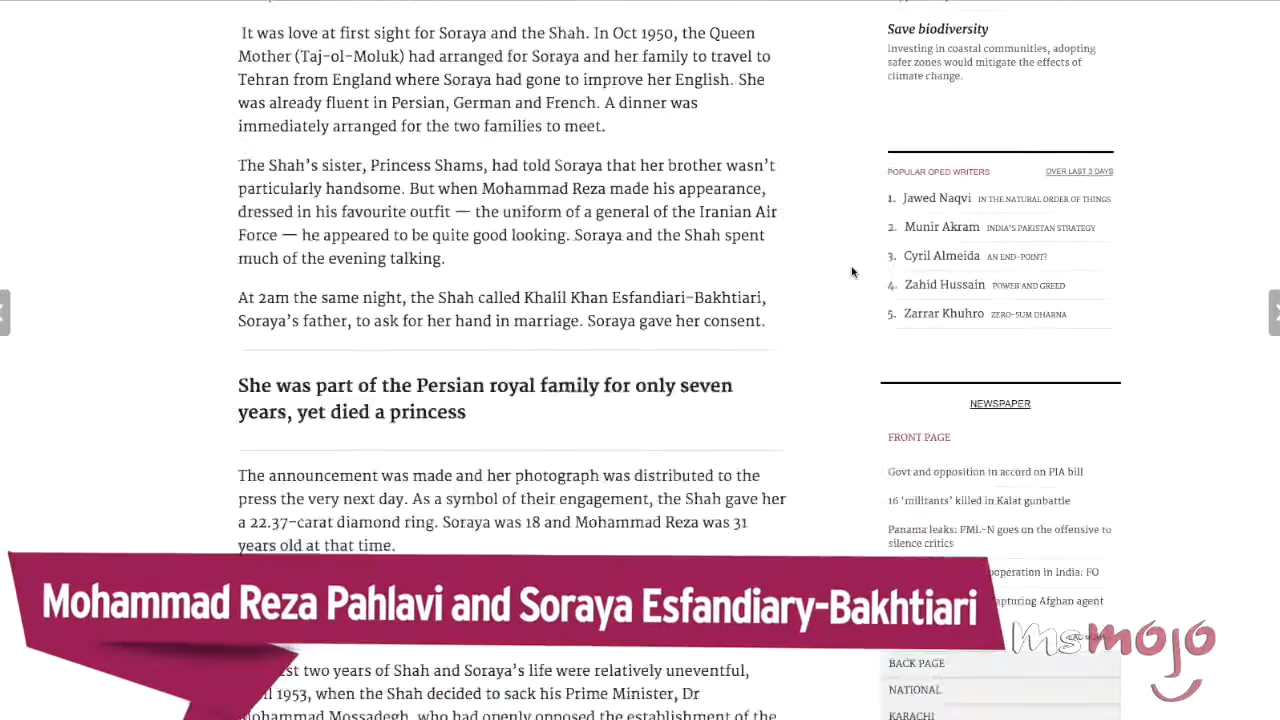 It was love at first sight for Soraya and the Shah. In Oct 1950, the Queen
Mother (Taj-ol-Moluk) had arranged for Soraya and her family to travel to
Tehran from England where Soraya had gone to improve her English. She
was already fluent in Persian, German and French. A dinner was
immediately arranged for the two families to meet.
The Shah's sister, Princess Shams, had told Soraya that her brother wasn't
particularly handsome. But when Mohammad Reza made his appearance,
dressed in his favourite outfit — the uniform of a general of the Iranian Air
Force — he appeared to be quite good looking. Soraya and the Shah spent
much of the evening talking.
At 2am the same night, the Shah called Khalil Khan Esfandiari-Bakhtiari,
Soraya's father, to ask for her hand in marriage. Soraya gave her consent.
She was part of the Persian royal family for only seven
years, yet died a princess
The announcement was made and her photograph was distributed to the
press the very next day. As a symbol of their engagement, the Shah gave her
a 22.37-carat diamond ring. Soraya was 18 and Mohammad Reza was 31
years old at that time.
Mohammad Reza Pahlavi and Soraya Esfandiary-Bakhtiari
two years of Shah and Soraya's life were relatively uneventful,
1953, when the Shah decided to sack his Prime Minister, Dr
Mohammad Mossadegh, who had openly opposed the establishment of the
Save biodiversity
Investing in coastal communities, adopting
safer zones would mitigate the effects of
climate change.
POPULAR OPED WRITERS OVER LAST 3 DAYS
1. Jawed Naqvi IN THE NATURAL ORDER OF THINGS
2. Munir Akram INDIA'S PAKISTAN STRATEGY
3. Cyril Almeida AN END-POINT?
4. Zahid Hussain POWER AND GREED
5. Zarrar Khuhro ZERO-SUM DHARNA
NEWSPAPER
FRONT PAGE
Govt and opposition in accord on PIA bill
16 'militants' killed in Kalat gunbattle
Panama leaks: PML-N goes on the offensive to
silence critics
operation in India: FO
apturing Afghan agent
msmojo
BACK PAGE
NATIONAL
KARACHI